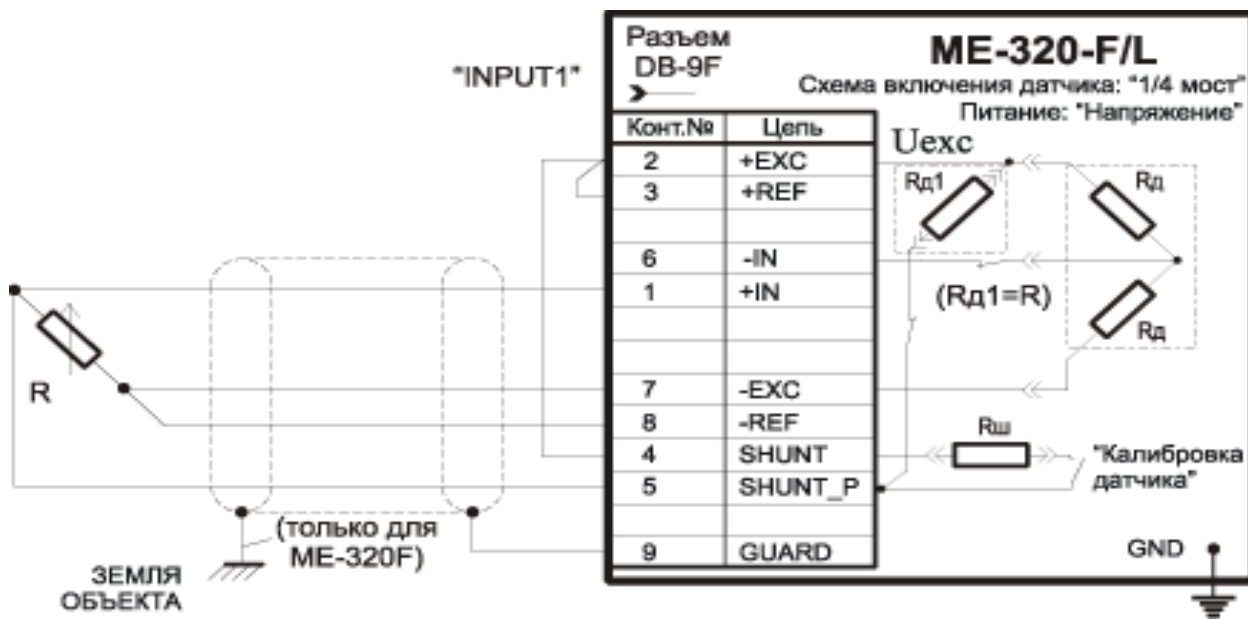 Разъем
DB-9F
ME-320-F/L
"INPUT1"
Схема включения датчика: "1/4 мост"
Питание: "Напряжение"
Конт.№ Цепь
Uexc
2 +EXC
3 +REF
Rд1
Rд
6 -IN
1 +IN
(Rд1=R)
Rд
R
7 -EXC
8 -REF
Rш
4 SHUNT
5 SHUNT_P
"Калибровка
датчика"
(только для
ME-320F)
9 GUARD
GND
ЗЕМЛЯ
ОБЪЕКТА